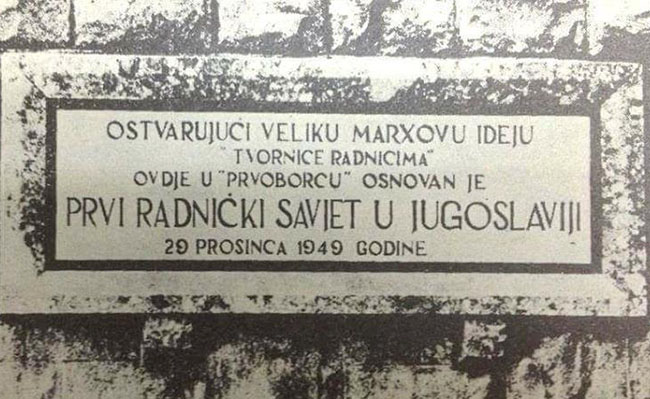 OSTVARUJUĆI VELIKU MARXOVU IDEJU
"TVORNICE RADNICIMA"
OVDJE U "PRVOBORCU" OSNOVAN JE
PRVI RADNIČKI SAVJET U JUGOSLAVIJI
29 PROSINCA 1949 GODINE